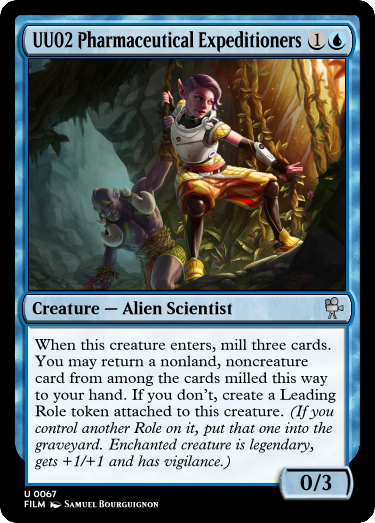 UU02 Pharmaceutical Expeditioners 1
Creature — Alien Scientist
When this creature enters, mill three cards.
You may return a nonland, noncreature
card from among the cards milled this way
to your hand. If you don't, create a Leading
Role token attached to this creature. (If you
control another Role on it, put that one into the
graveyard. Enchanted creature is legendary,
gets +1/+1 and has vigilance.)
0/3
U 0067
FILM Samuel Bourguignon